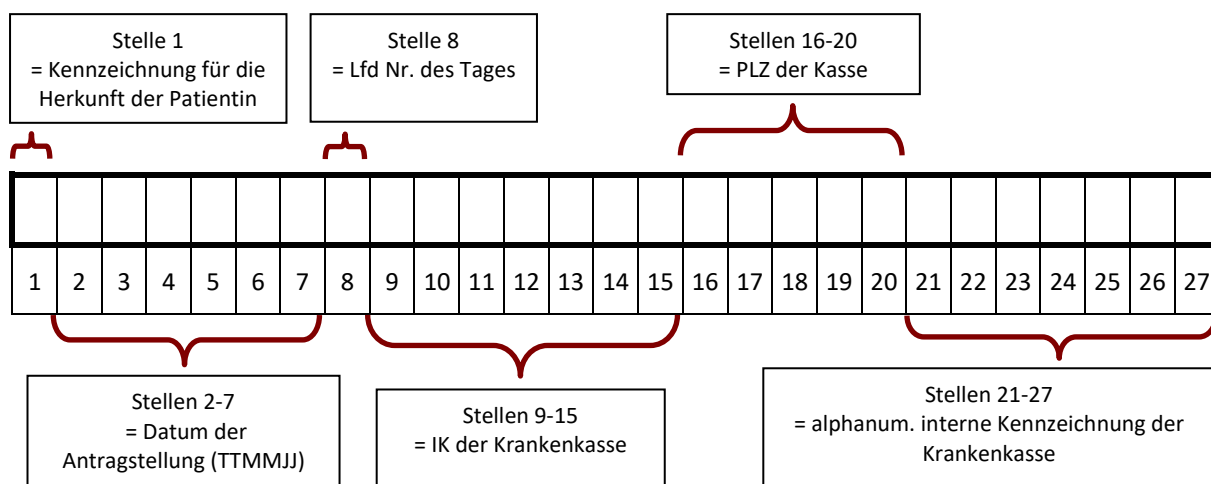 Stelle 1
= Kennzeichnung für die
Herkunft der Patientin
Stelle 8
= Lfd Nr. des Tages
Stellen 16-20
= PLZ der Kasse
1 2 3 4 5 6 7 8 9 10 11 12 13 14 15 16 17 18 19 20 21 22 23 24 25 26 27
Stellen 2-7
= Datum der
Antragstellung (TTMMJJ)
Stellen 9-15
= IK der Krankenkasse
Stellen 21-27
= alphanum. interne Kennzeichnung der
Krankenkasse